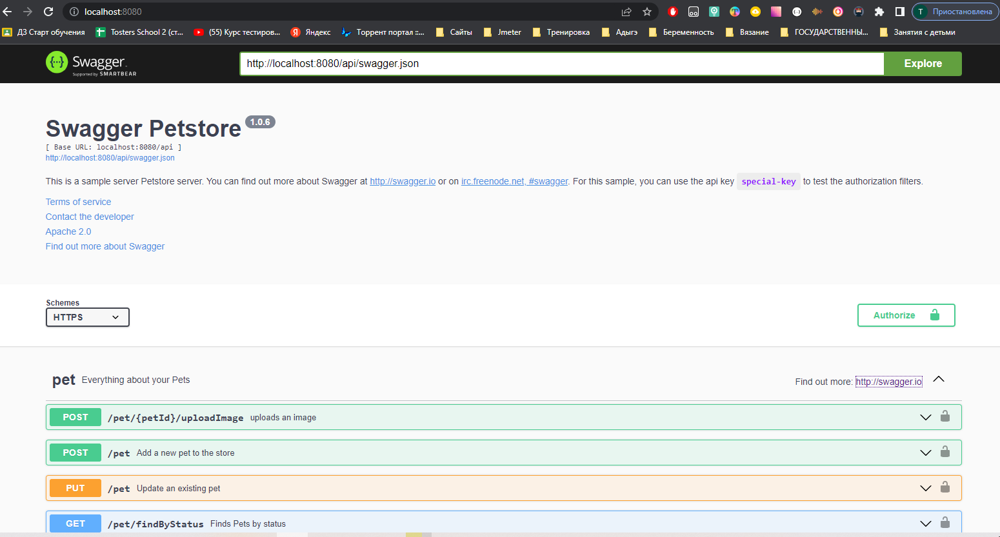 localhost:8080
Приостановлена
ДЗ Старт обучения
Tosters School 2 (ст...
(55) Курс тестиров...
Яндекс
Торрент портал ::...
Сайты
Jmeter
Тренировка
Адыгэ
Беременность
Вязание
ГОСУДАРСТВЕННЫ...
Занятия с детьми
Swagger
Supported by SMARTBEAR
http://localhost:8080/api/swagger.json
Explore
Swagger Petstore 1.0.6
[ Base URL: localhost:8080/api ]
http://localhost:8080/api/swagger.json
This is a sample server Petstore server. You can find out more about Swagger at http://swagger.io or on irc.freenode.net, #swagger. For this sample, you can use the api key special-key to test the authorization filters.
Terms of service
Contact the developer
Apache 2.0
Find out more about Swagger
Schemes
HTTPS
Authorize
pet Everything about your Pets
Find out more: http://swagger.io
POST /pet/{petId}/uploadImage uploads an image
POST /pet Add a new pet to the store
PUT /pet Update an existing pet
GET /pet/findByStatus Finds Pets by status